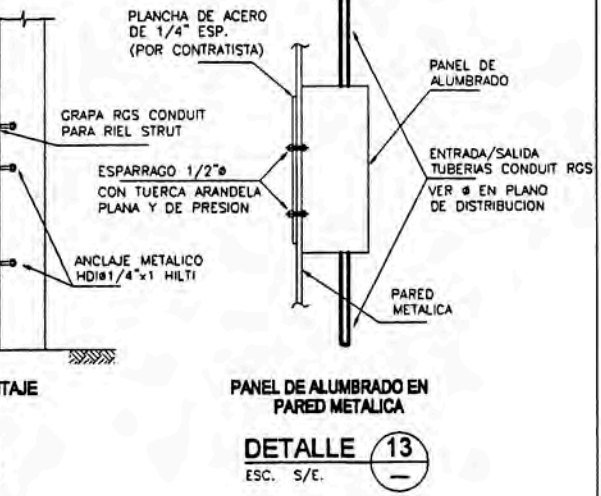 PLANCHA DE ACERO
DE 1/4" ESP.
(POR CONTRATISTA)
GRAPA RGS CONDUIT
PARA RIEL STRUT
ESPARRAGO 1/2"ø
CON TUERCA ARANDELA
PLANA Y DE PRESION
ANCLAJE METALICO
HDIø1/4"x1 HILTI
PANEL DE
ALUMBRADO
ENTRADA/SALIDA
TUBERIAS CONDUIT RGS
VER ø EN PLANO
DE DISTRIBUCION
PARED
METALICA
TAJE
PANEL DE ALUMBRADO EN
PARED METALICA
DETALLE 13
ESC. S/E. —